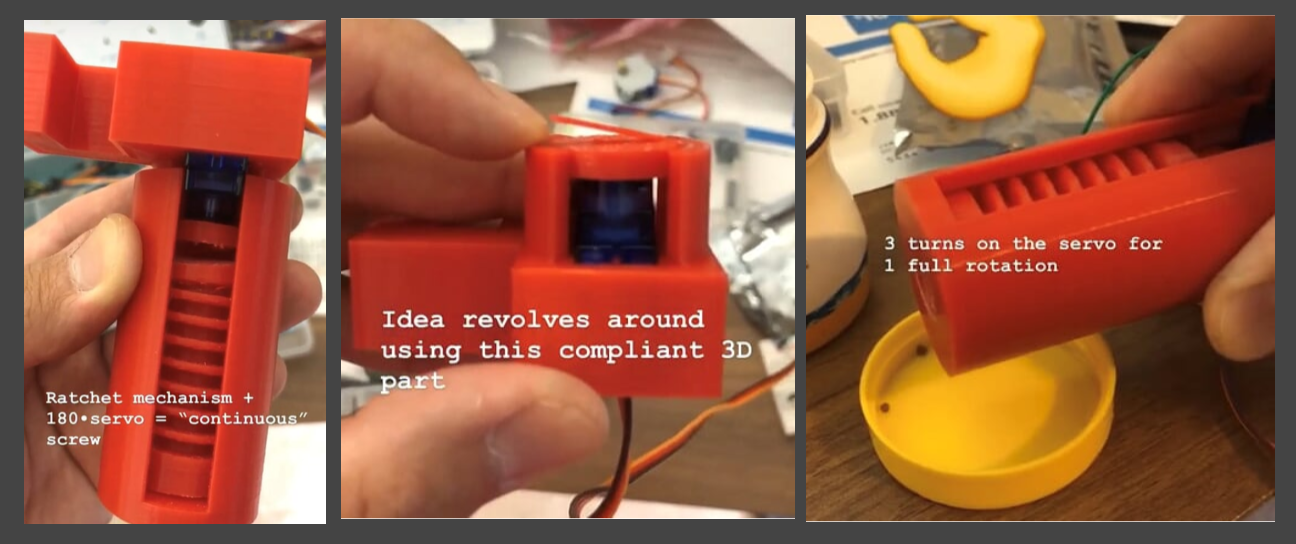 Ratchet mechanism +
180•servo = "continuous"
screw
Idea revolves around
using this compliant 3D
part
3 turns on the servo for
1 full rotation